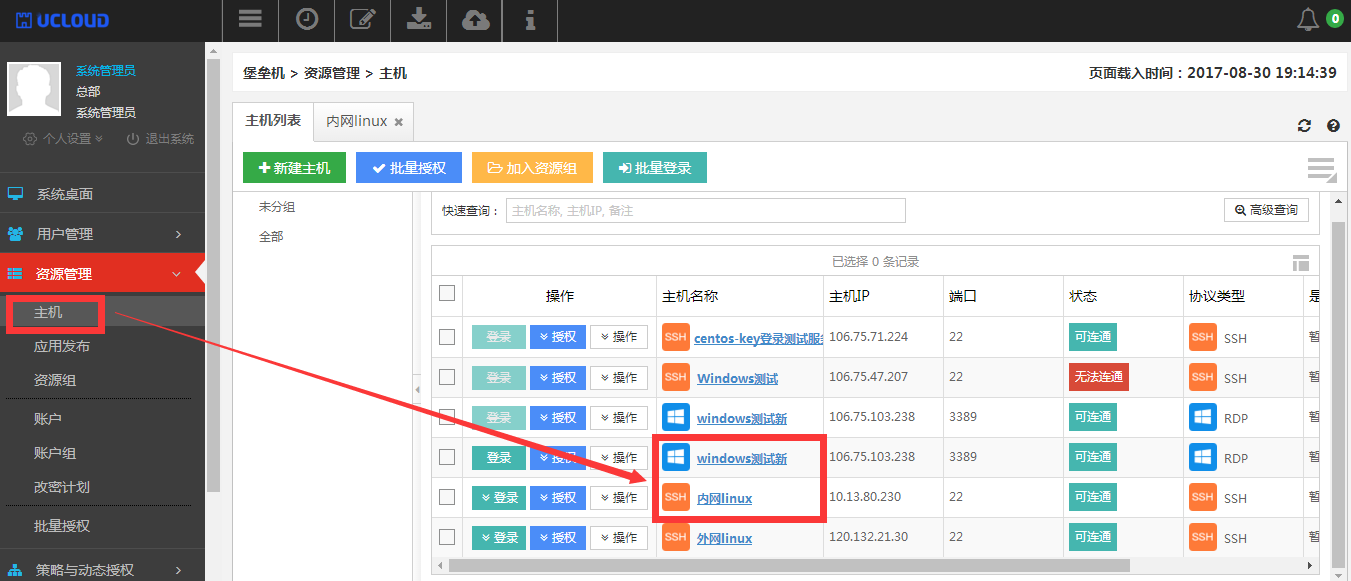 UCLOUD
0
系统管理员
总部
系统管理员
个人设置
退出系统
系统桌面
用户管理
资源管理
主机
应用发布
资源组
账户
账户组
改密计划
批量授权
策略与动态授权
堡垒机 > 资源管理 > 主机
页面载入时间：2017-08-30 19:14:39
主机列表
内网linux ×
新建主机
批量授权
加入资源组
批量登录
未分组
全部
快速查询：
主机名称, 主机IP, 备注
高级查询
已选择 0 条记录
操作 主机名称 主机IP 端口 状态 协议类型
登录 授权 操作 SSH centos-key登录测试服 106.75.71.224 22 可连通 SSH SSH 暂
登录 授权 操作 SSH Windows测试 106.75.47.207 22 无法连通 SSH SSH 暂
登录 授权 操作 windows测试新 106.75.103.238 3389 可连通 RDP 暂
登录 授权 操作 windows测试新 106.75.103.238 3389 可连通 RDP 暂
登录 授权 操作 SSH 内网linux 10.13.80.230 22 可连通 SSH SSH 暂
登录 授权 操作 SSH 外网linux 120.132.21.30 22 可连通 SSH SSH 暂